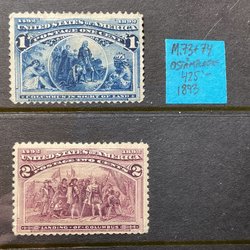 1492 1892
UNITED STATES OF AMERICA
POSTAGE ONE CENT
1 1
COLUMBUS IN SIGHT OF LAND
M.73+74
OSTÄMPLADE
425:-
1893
1492 1892
UNITED STATES OF AMERICA
POSTAGE TWO CENTS
2 2
LANDING OF COLUMBUS